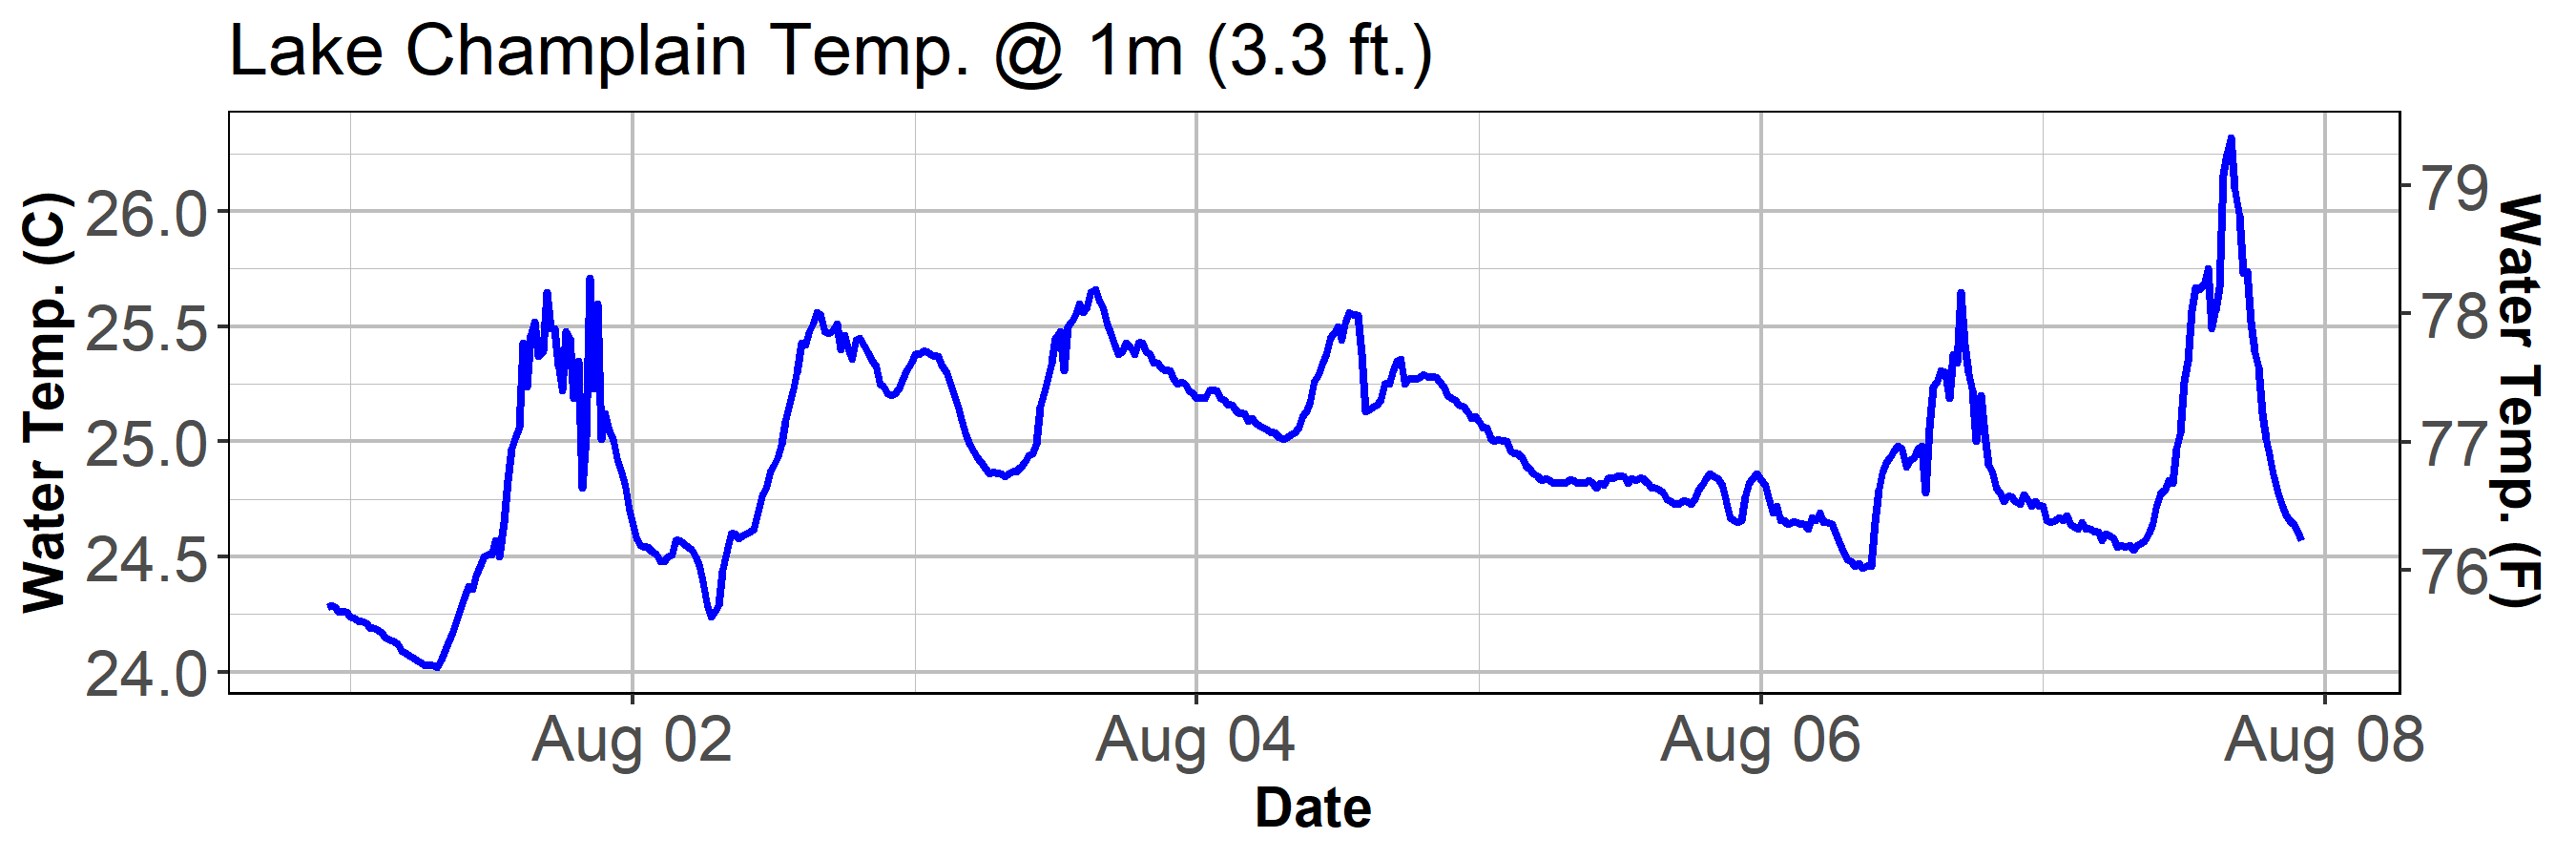 Lake Champlain Temp. @ 1m (3.3 ft.)
Water Temp. (C)
26.0
25.5
25.0
24.5
24.0
79
78
77
76
Water Temp. (F)
Aug 02
Aug 04
Aug 06
Aug 08
Date